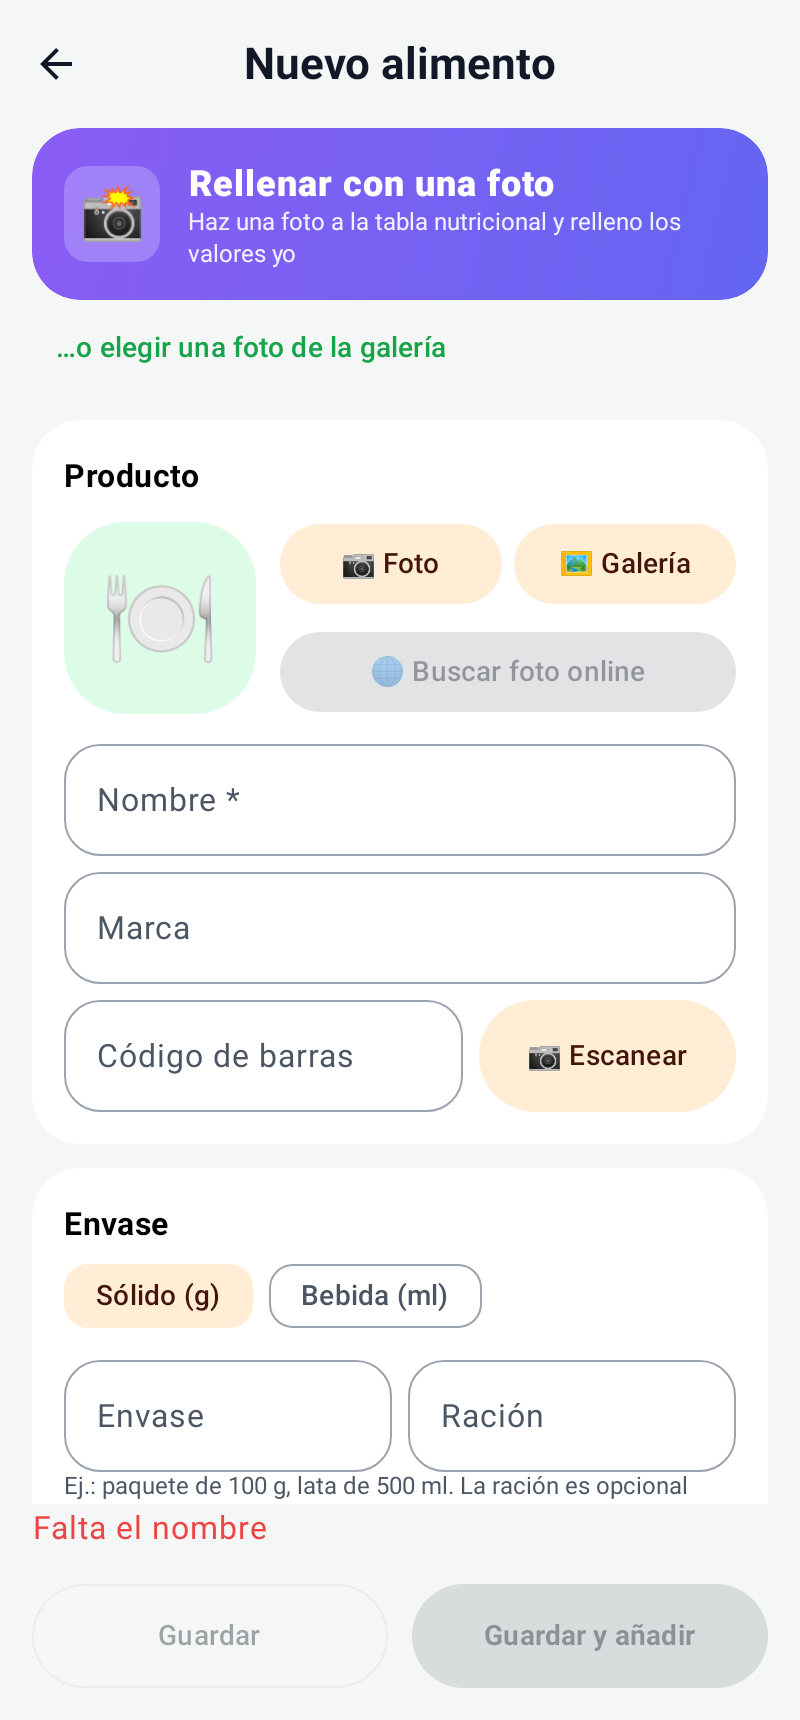 Nuevo alimento
Rellenar con una foto
Haz una foto a la tabla nutricional y relleno los
valores yo
...o elegir una foto de la galería
Producto
Foto
Galería
Buscar foto online
Nombre *
Marca
Código de barras
Escanear
Envase
Sólido (g)
Bebida (ml)
Envase
Ración
Ej.: paquete de 100 g, lata de 500 ml. La ración es opcional
Falta el nombre
Guardar
Guardar y añadir